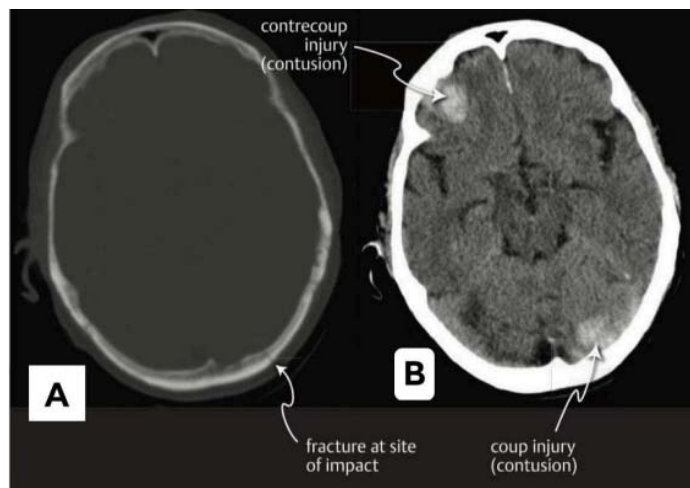 contrecoup
injury
(contusion)
A
B
fracture at site
of impact
coup injury
(contusion)